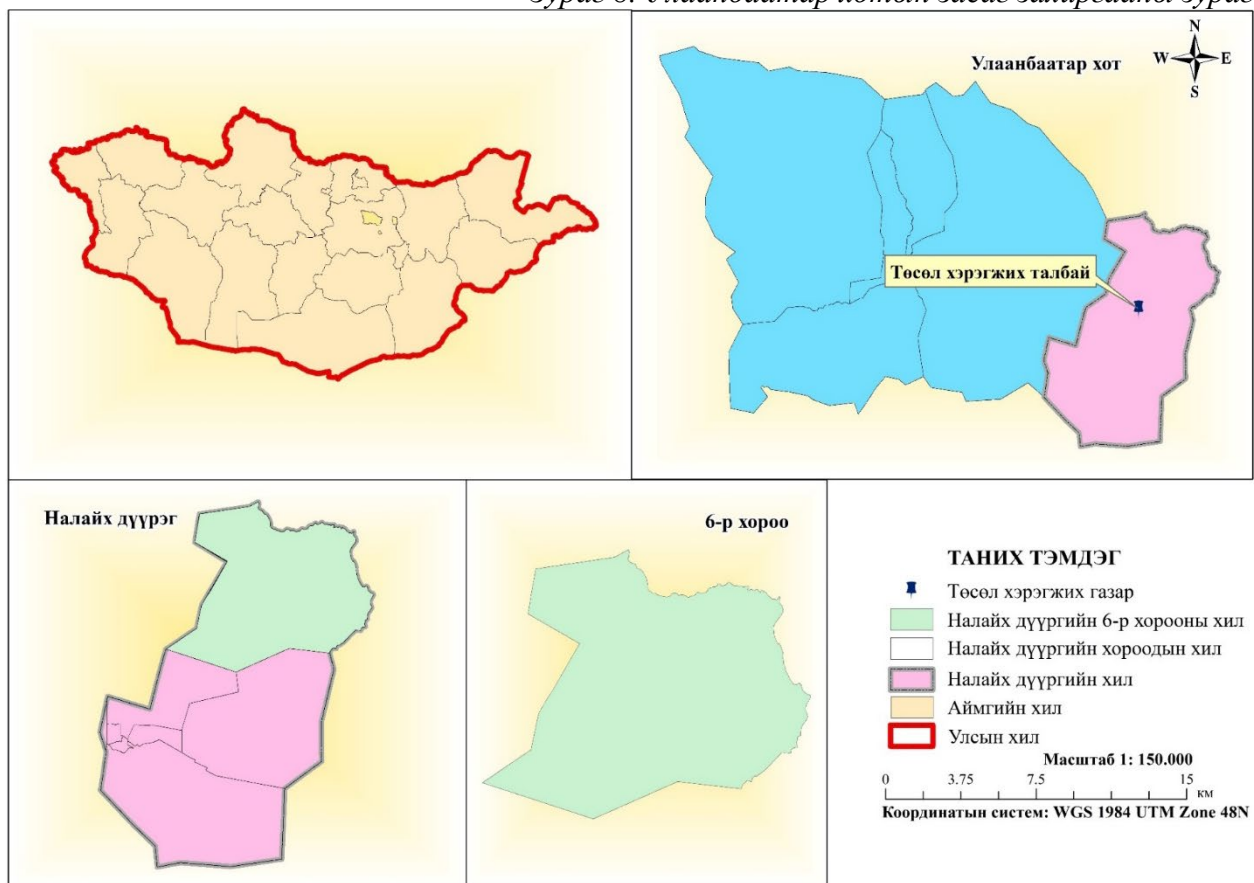 Улаанбаатар хот
N
W E
S
Төсөл хэрэгжих талбай
Налайх дүүрэг
6-р хороо
ТАНИХ ТЭМДЭГ
Төсөл хэрэгжих газар
Налайх дүүргийн 6-р хорооны хил
Налайх дүүргийн хороодын хил
Налайх дүүргийн хил
Аймгийн хил
Улсын хил
Масштаб 1: 150.000
0 3.75 7.5 15
км
Координатын систем: WGS 1984 UTM Zone 48N